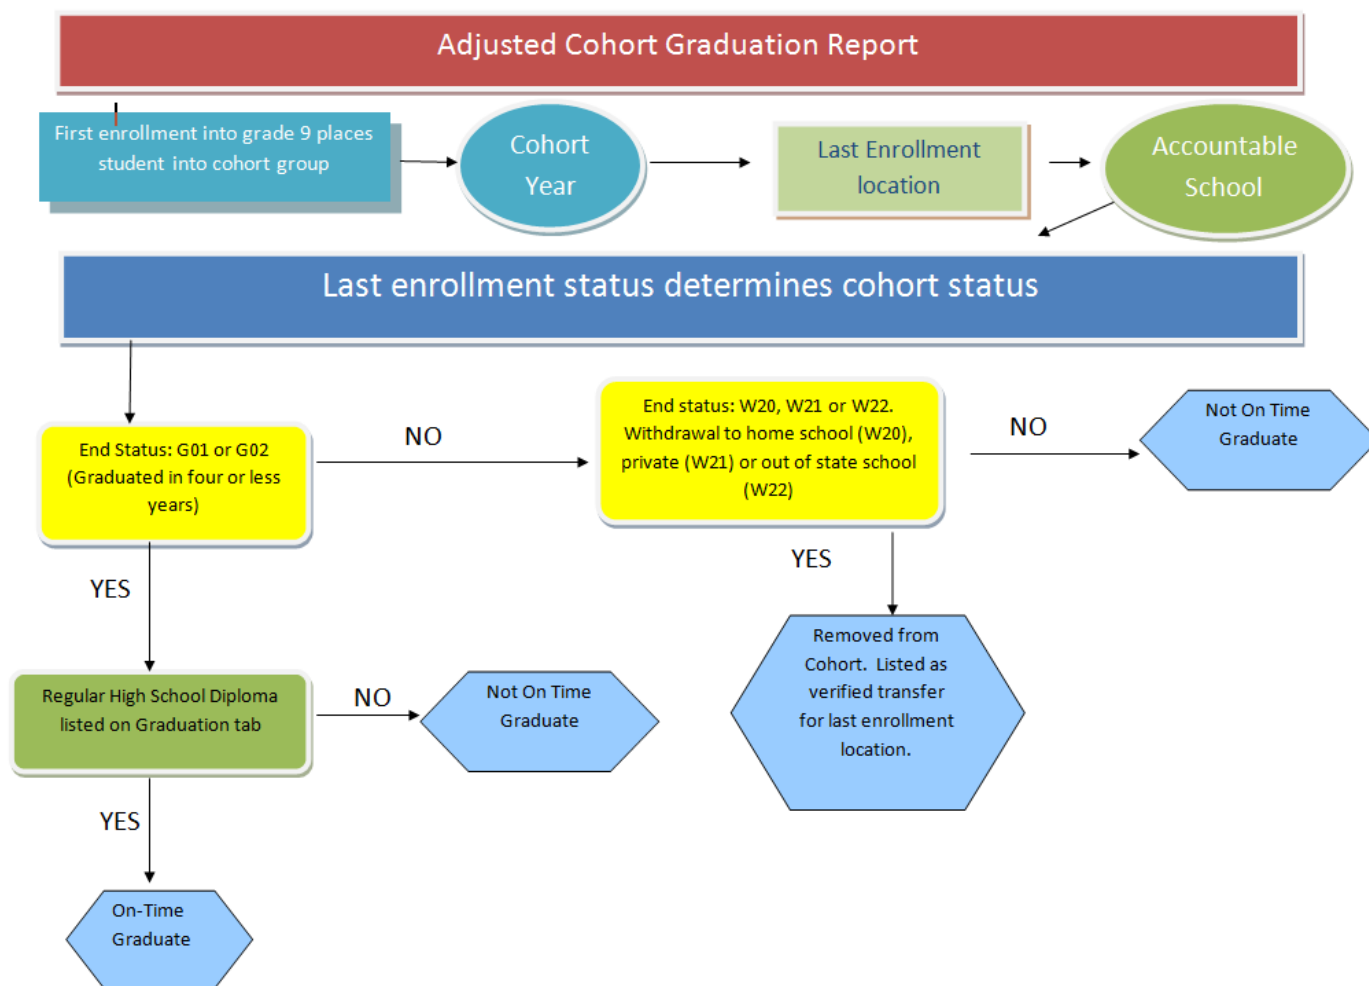 Adjusted Cohort Graduation Report
First enrollment into grade 9 places
student into cohort group
Cohort
Year
Last Enrollment
location
Accountable
School
Last enrollment status determines cohort status
End Status: G01 or G02
(Graduated in four or less
years)
NO
End status: W20, W21 or W22.
Withdrawal to home school (W20),
private (W21) or out of state school
(W22)
NO
Not On Time
Graduate
YES
YES
Removed from
Cohort. Listed as
verified transfer
for last enrollment
location.
Regular High School Diploma
listed on Graduation tab
NO
Not On Time
Graduate
YES
On-Time
Graduate